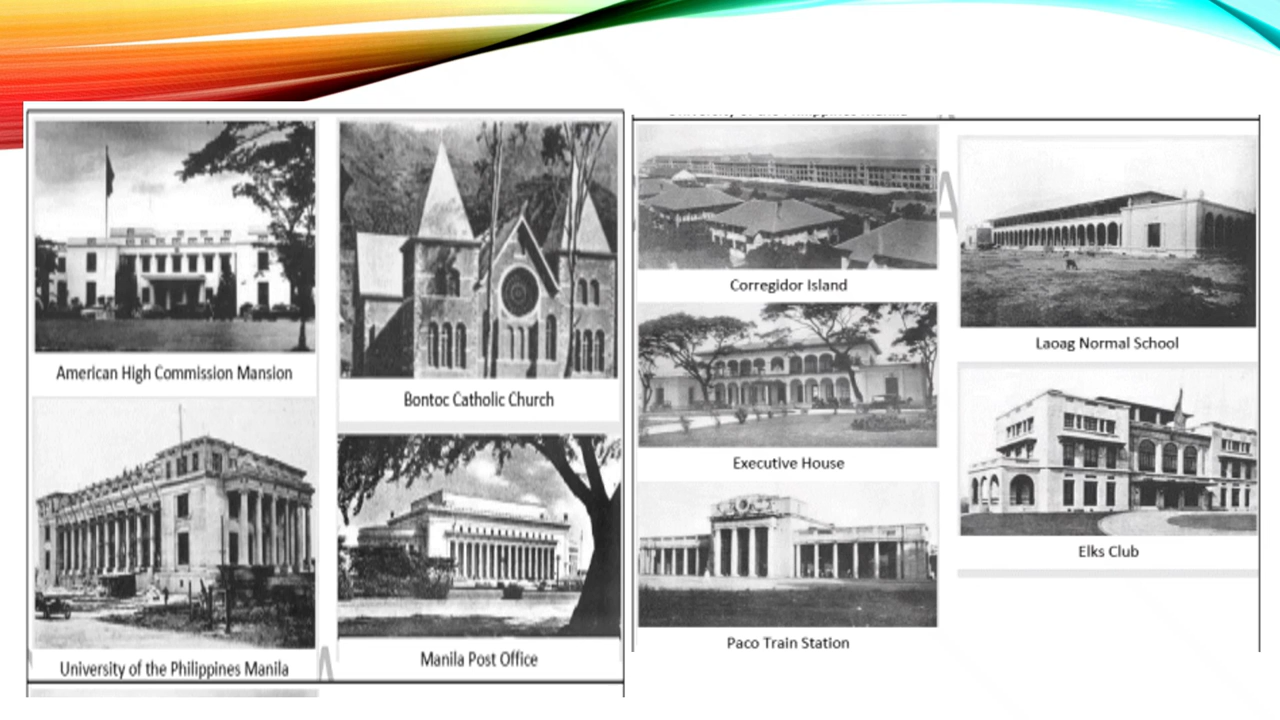 American High Commission Mansion
Bontoc Catholic Church
University of the Philippines Manila
Manila Post Office
Corregidor Island
Laoag Normal School
Executive House
Elks Club
Paco Train Station